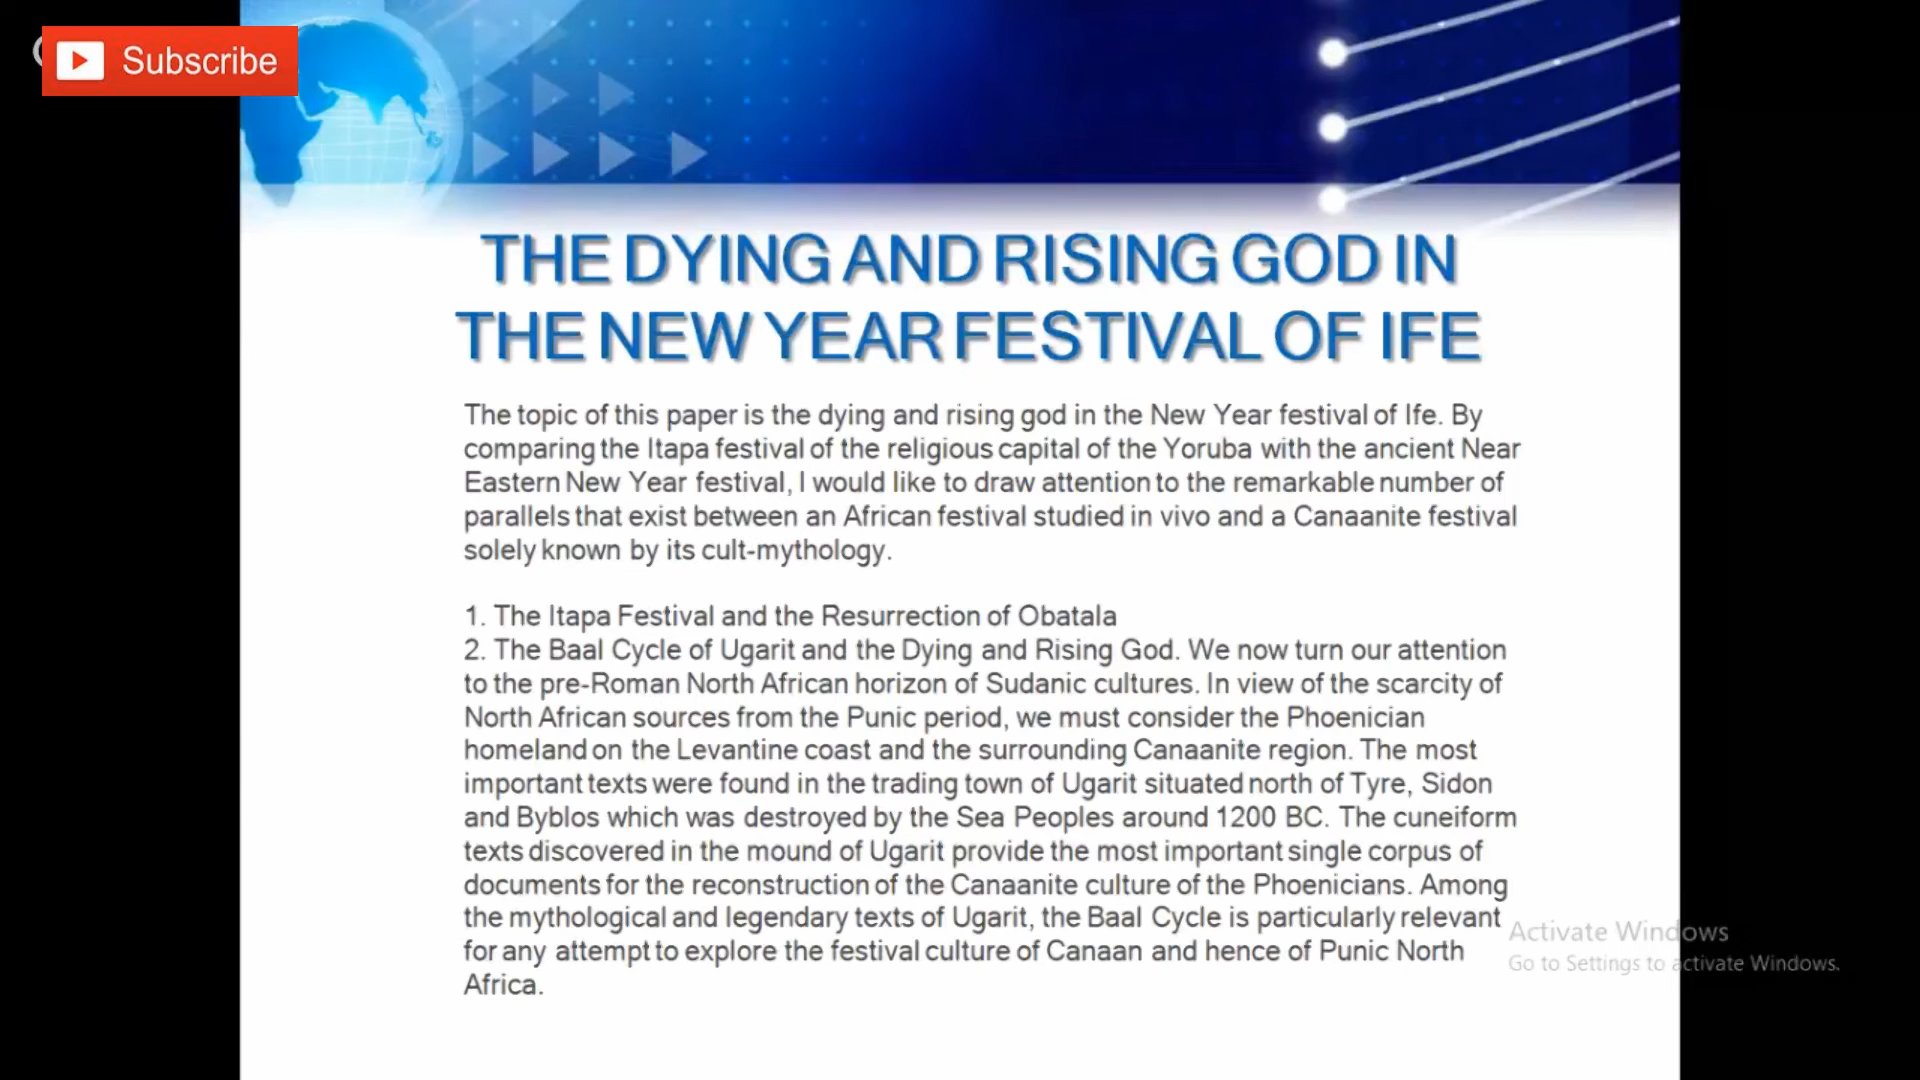 Subscribe
THE DYING AND RISING GOD IN
THE NEW YEAR FESTIVAL OF IFE
The topic of this paper is the dying and rising god in the New Year festival of Ife. By
comparing the Itapa festival of the religious capital of the Yoruba with the ancient Near
Eastern New Year festival, I would like to draw attention to the remarkable number of
parallels that exist between an African festival studied in vivo and a Canaanite festival
solely known by its cult-mythology.
1. The Itapa Festival and the Resurrection of Obatala
2. The Baal Cycle of Ugarit and the Dying and Rising God. We now turn our attention
to the pre-Roman North African horizon of Sudanic cultures. In view of the scarcity of
North African sources from the Punic period, we must consider the Phoenician
homeland on the Levantine coast and the surrounding Canaanite region. The most
important texts were found in the trading town of Ugarit situated north of Tyre, Sidon
and Byblos which was destroyed by the Sea Peoples around 1200 BC. The cuneiform
texts discovered in the mound of Ugarit provide the most important single corpus of
documents for the reconstruction of the Canaanite culture of the Phoenicians. Among
the mythological and legendary texts of Ugarit, the Baal Cycle is particularly relevant
for any attempt to explore the festival culture of Canaan and hence of Punic North
Africa.
Activate Windows
Go to Settings to activate Windows.